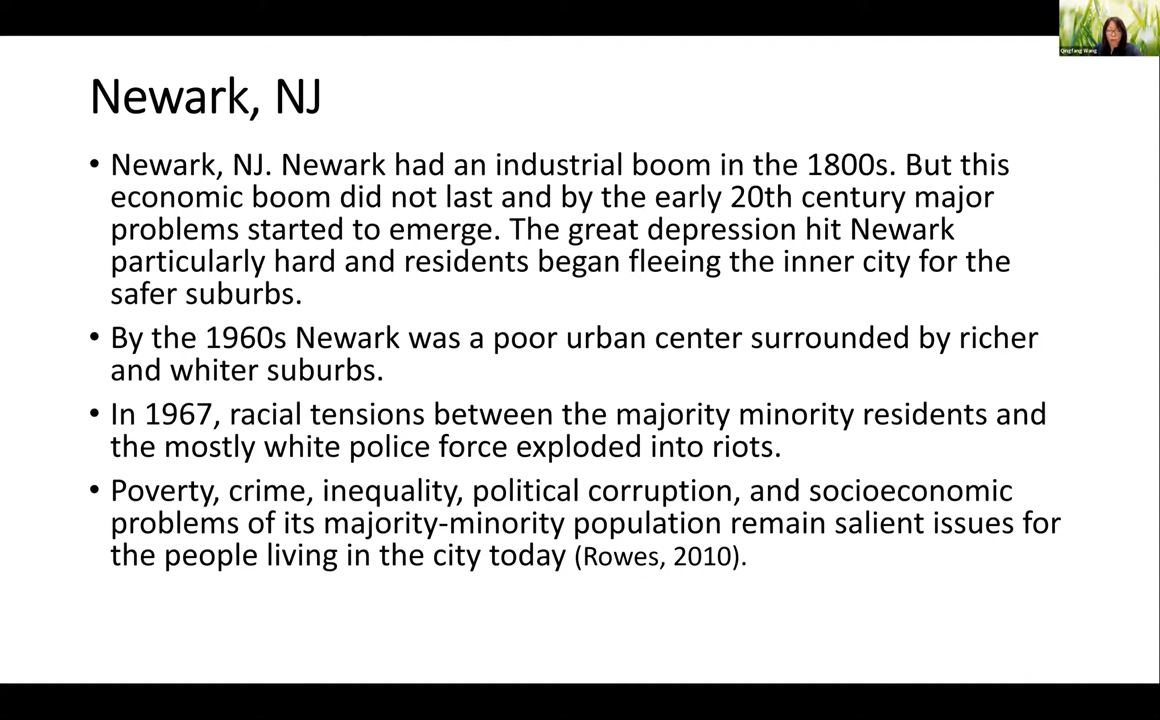 Qingfang Wang
Newark, NJ
• Newark, NJ. Newark had an industrial boom in the 1800s. But this
economic boom did not last and by the early 20th century major
problems started to emerge. The great depression hit Newark
particularly hard and residents began fleeing the inner city for the
safer suburbs.
• By the 1960s Newark was a poor urban center surrounded by richer
and whiter suburbs.
• In 1967, racial tensions between the majority minority residents and
the mostly white police force exploded into riots.
• Poverty, crime, inequality, political corruption, and socioeconomic
problems of its majority-minority population remain salient issues for
the people living in the city today (Rowes, 2010).